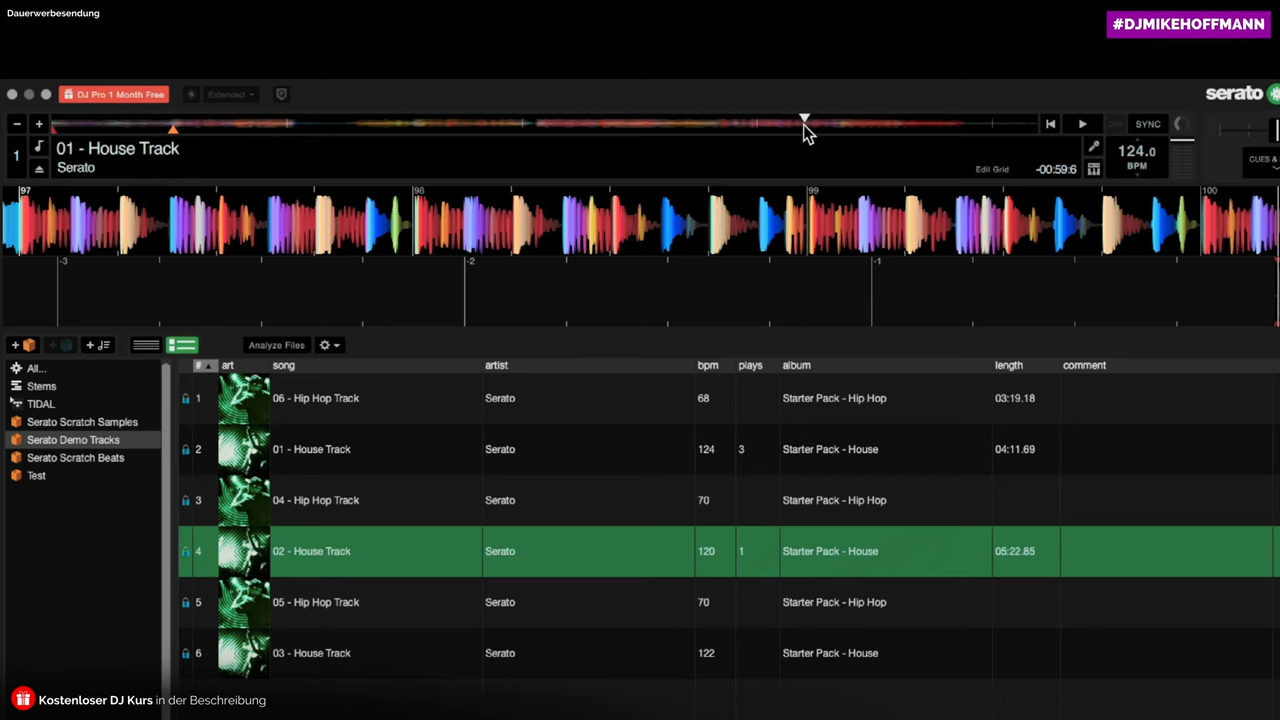 Dauerwerbesendung
#DJMIKEHOFFMANN
DJ Pro 1 Month Free
Extended
serato
- +
OFF SYNC
1
01 - House Track
Serato
Edit Grid -00:59:6
124.0
BPM
CUES &
97 98 99 100
-3 -2 -1
Analyze Files
# art song artist bpm plays album length comment
All...
Stems
TIDAL
Serato Scratch Samples
Serato Demo Tracks
Serato Scratch Beats
Test
1 06 - Hip Hop Track Serato 68 Starter Pack - Hip Hop 03:19.18
2 01 - House Track Serato 124 3 Starter Pack - House 04:11.69
3 04 - Hip Hop Track Serato 70 Starter Pack - Hip Hop
4 02 - House Track Serato 120 1 Starter Pack - House 05:22.85
5 05 - Hip Hop Track Serato 70 Starter Pack - Hip Hop
6 03 - House Track Serato 122 Starter Pack - House
Kostenloser DJ Kurs in der Beschreibung